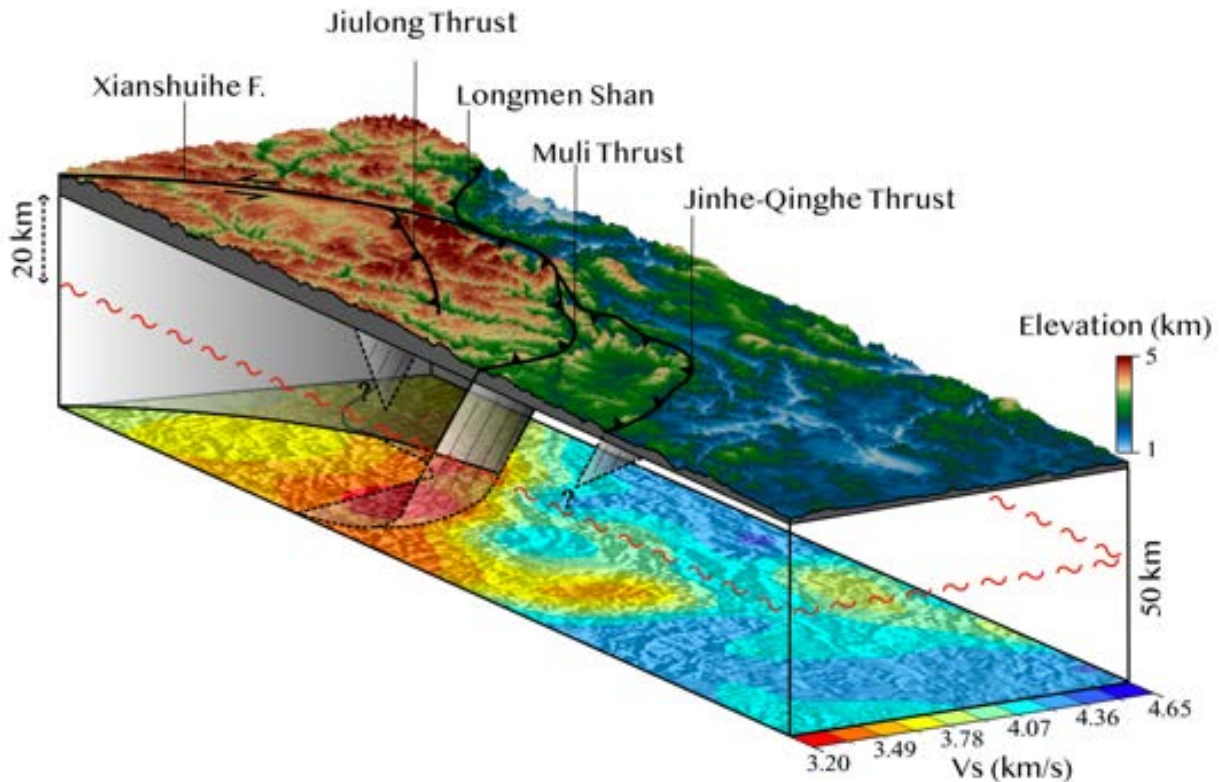 Jiulong Thrust
Xianshuihe F.
Longmen Shan
Muli Thrust
Jinhe-Qinghe Thrust
20 km
Elevation (km)
5
1
?
?
50 km
3.20
3.49
3.78
4.07
4.36
4.65
Vs (km/s)